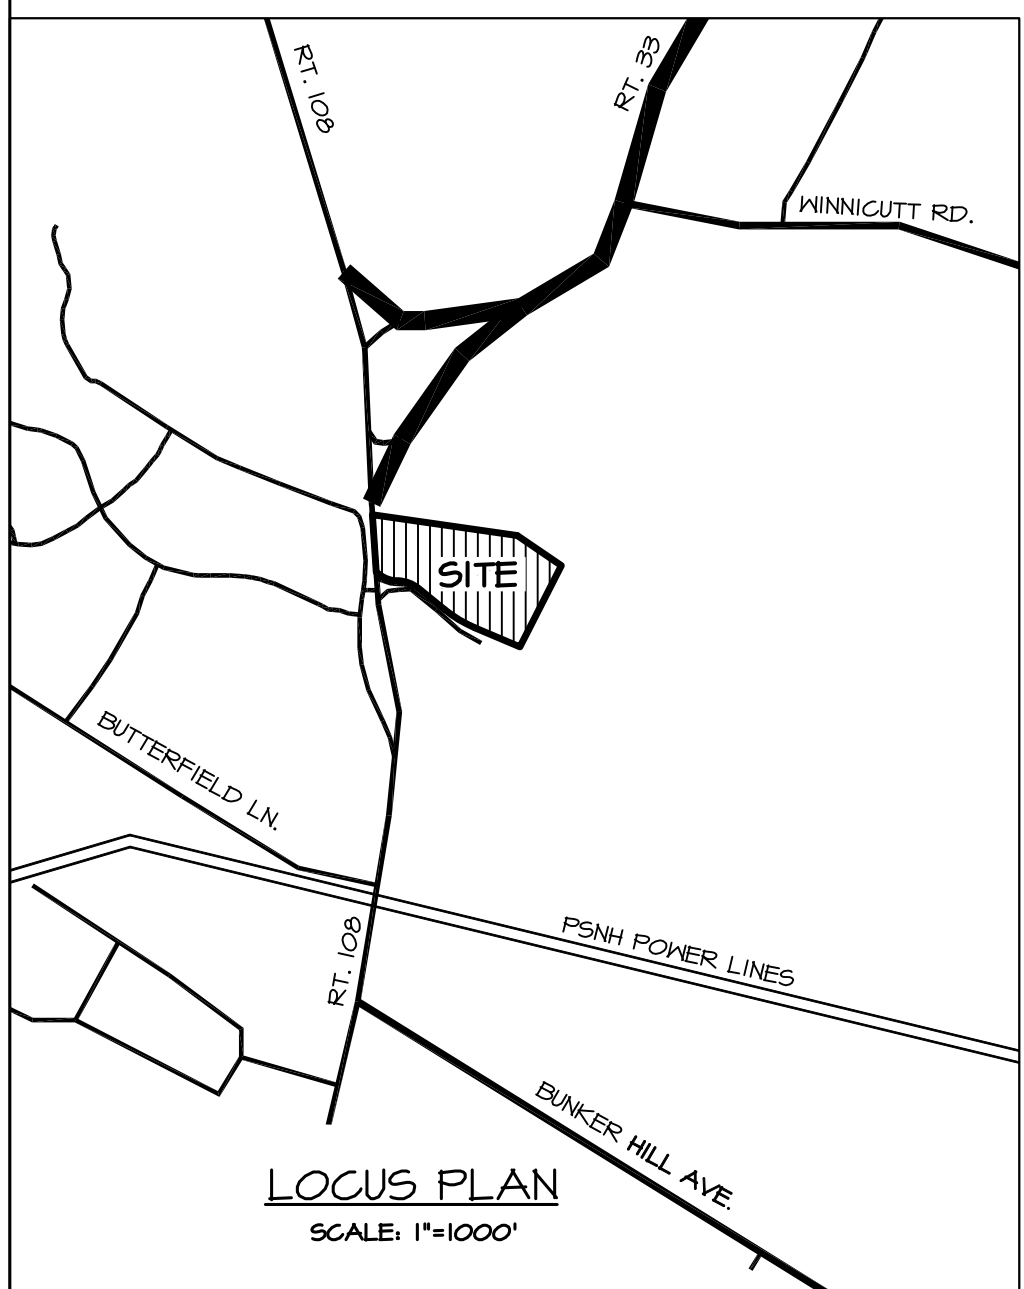 RT. 108
RT. 33
WINNICUTT RD.
SITE
BUTTERFIELD LN.
RT. 108
PSNH POWER LINES
BUNKER HILL AVE.
LOCUS PLAN
SCALE: 1"=1000'